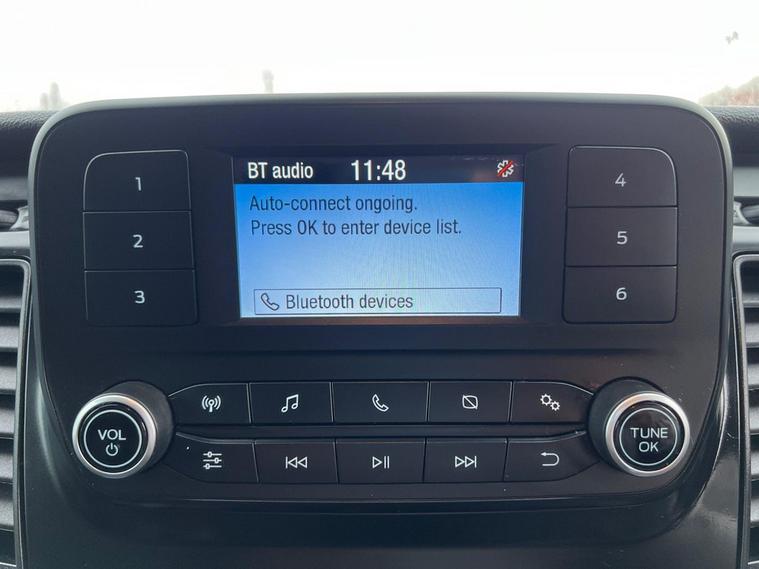 BT audio 11:48
Auto-connect ongoing.
Press OK to enter device list.
Bluetooth devices
1
2
3
4
5
6
VOL
TUNE
OK